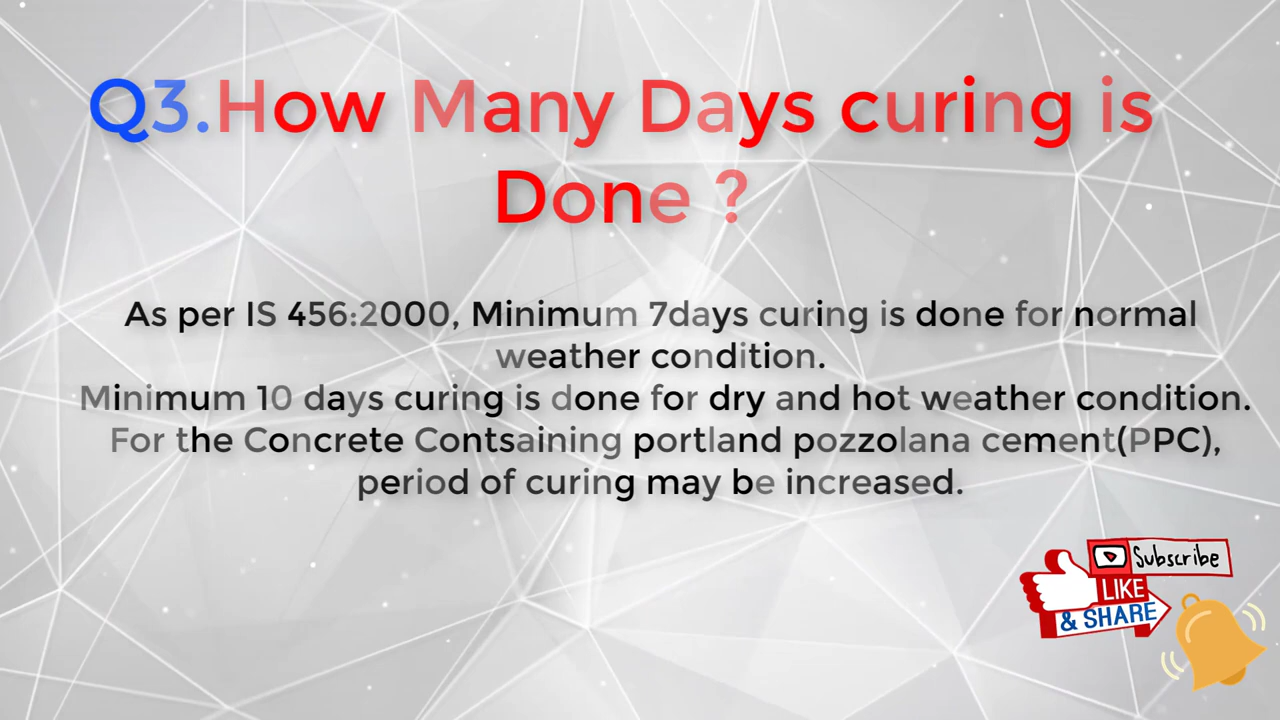 Q3.How Many Days curing is
Done ?
As per IS 456:2000, Minimum 7days curing is done for normal
weather condition.
Minimum 10 days curing is done for dry and hot weather condition.
For the Concrete Contsaining portland pozzolana cement(PPC),
period of curing may be increased.
Subscribe
LIKE
& SHARE